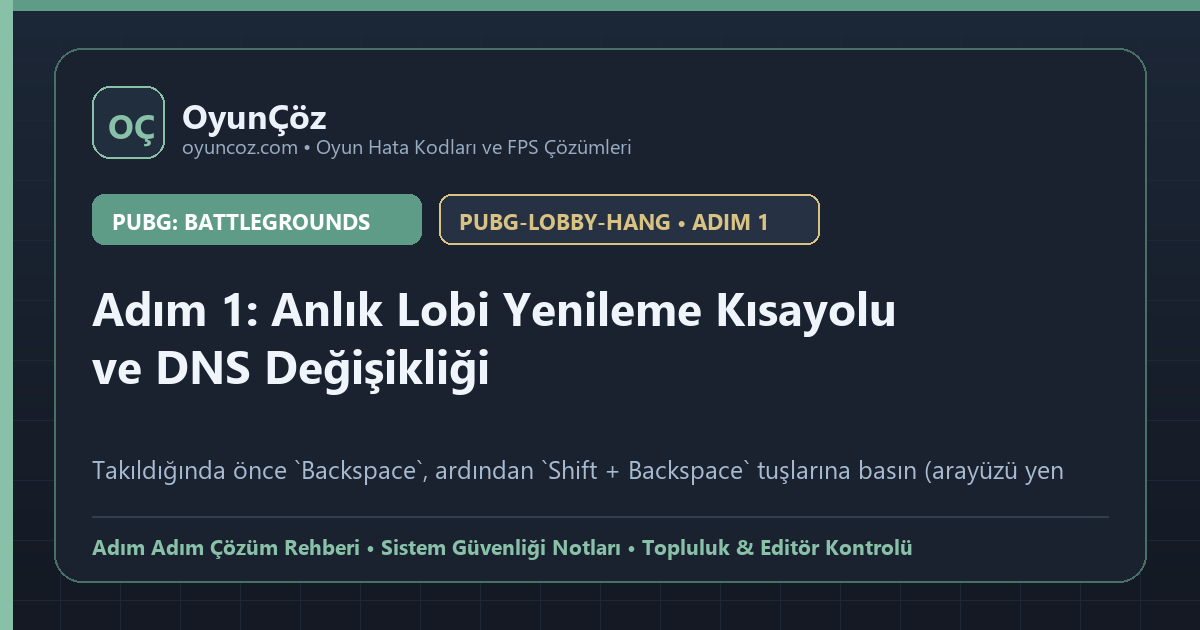 OÇ
OyunÇöz
oyuncoz.com • Oyun Hata Kodları ve FPS Çözümleri
PUBG: BATTLEGROUNDS
PUBG-LOBBY-HANG • ADIM 1
Adım 1: Anlık Lobi Yenileme Kısayolu
ve DNS Değişikliği
Takıldığında önce `Backspace`, ardından `Shift + Backspace` tuşlarına basın (arayüzü yen
Adım Adım Çözüm Rehberi • Sistem Güvenliği Notları • Topluluk & Editör Kontrolü